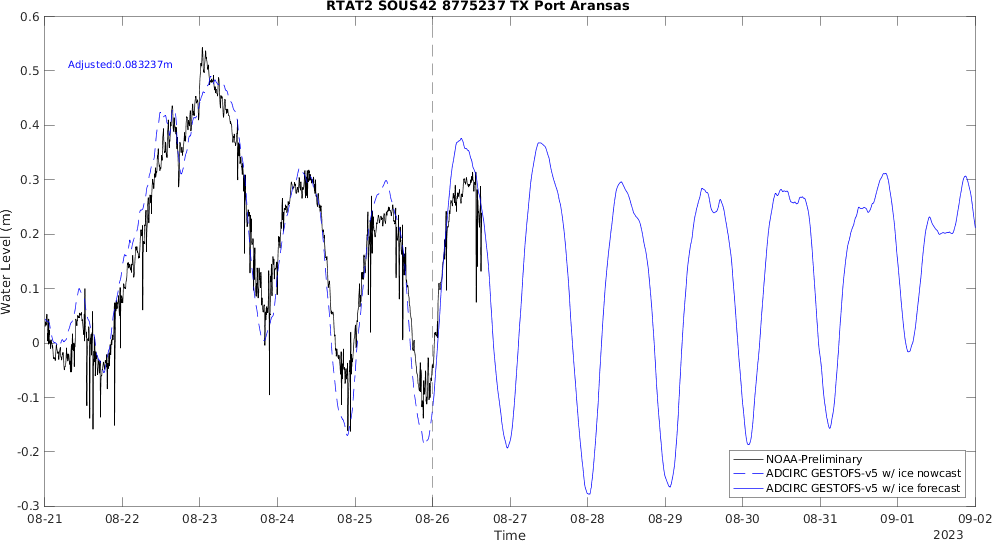 RTAT2 SOUS42 8775237 TX Port Aransas
Adjusted:0.083237m
Water Level (m)
0.6
0.5
0.4
0.3
0.2
0.1
0
-0.1
-0.2
-0.3
NOAA-Preliminary
ADCIRC GESTOFS-v5 w/ ice nowcast
ADCIRC GESTOFS-v5 w/ ice forecast
08-21 08-22 08-23 08-24 08-25 08-26 08-27 08-28 08-29 08-30 08-31 09-01 09-02
Time
2023